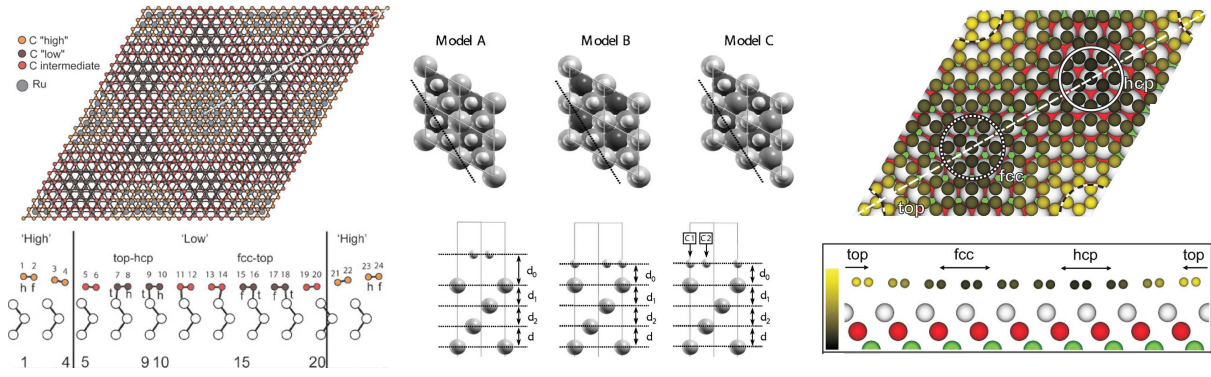 C "high"
C "low"
C intermediate
Ru
'High'
'Low'
'High'
top-hcp
fcc-top
1 2
3 4
5 6
7 8
9 10
11 12
13 14
15 16
17 18
19 20
21 22
23 24
h f
t h
t h
f t
f t
h f
1
4
5
9 10
15
20
Model A
Model B
Model C
C1
C2
d₀
d₁
d₂
d
d₀
d₁
d₂
d
d₀
d₁
d₂
d
hcp
fcc
top
top
fcc
hcp
top